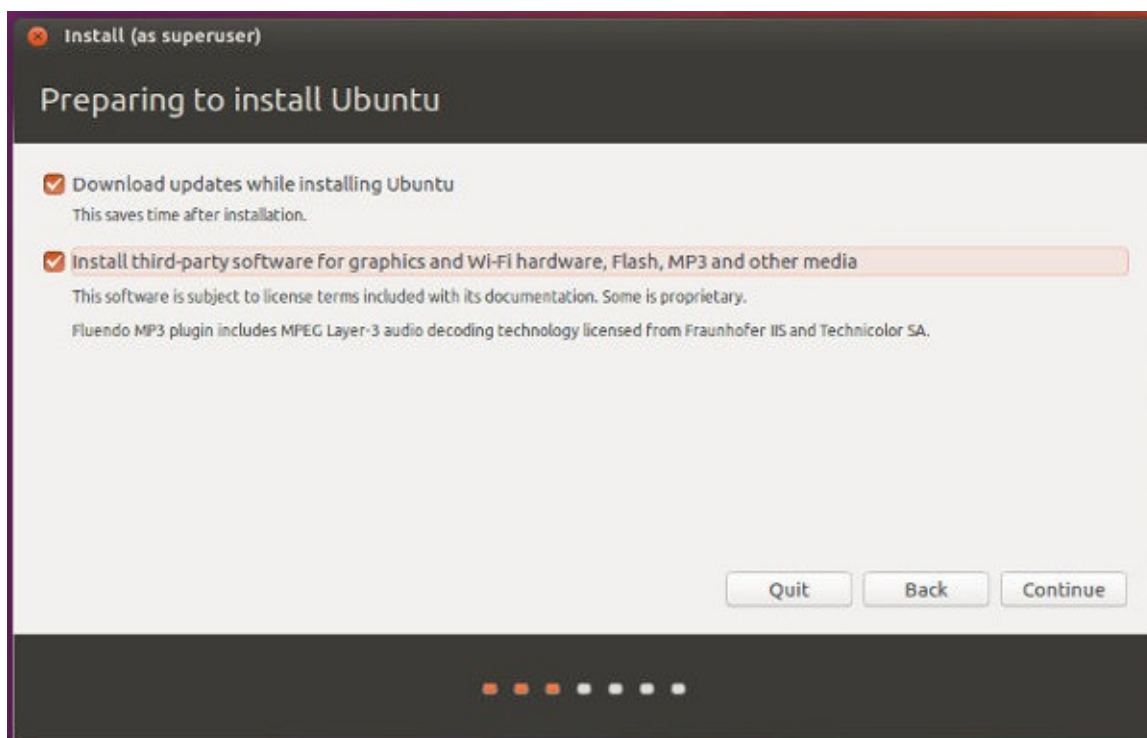 Install (as superuser)
Preparing to install Ubuntu
Download updates while installing Ubuntu
This saves time after installation.
Install third-party software for graphics and Wi-Fi hardware, Flash, MP3 and other media
This software is subject to license terms included with its documentation. Some is proprietary.
Fluendo MP3 plugin includes MPEG Layer-3 audio decoding technology licensed from Fraunhofer IIS and Technicolor SA.
Quit Back Continue